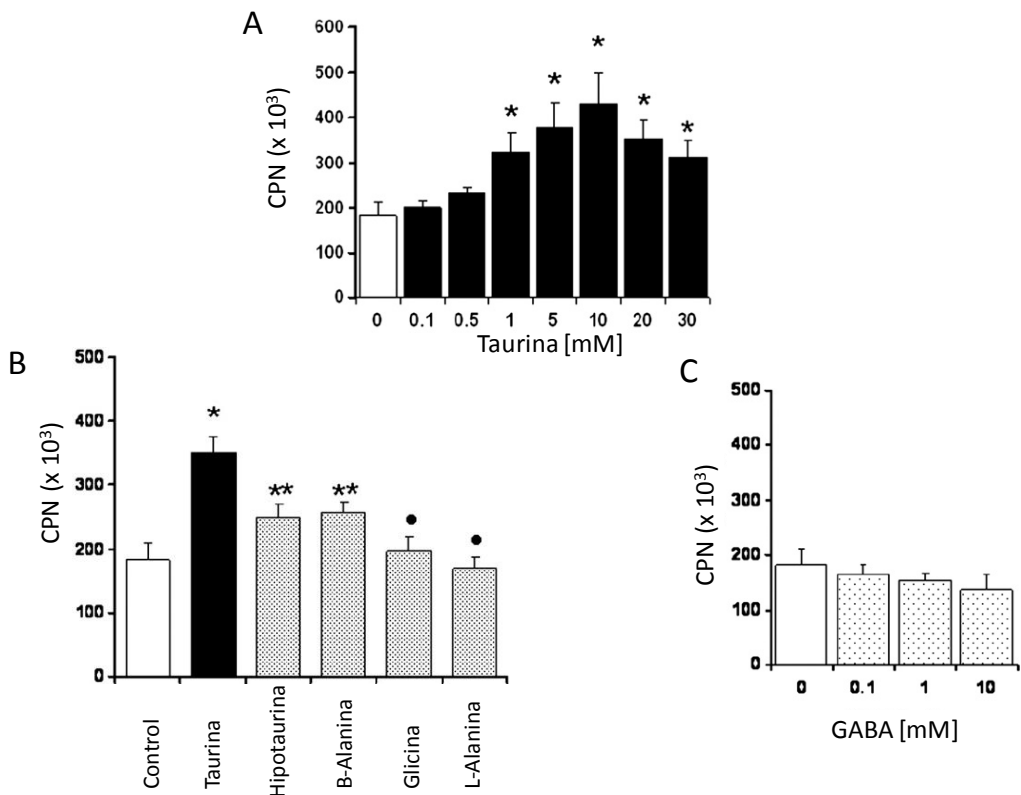 A
CPN (x 10³)
600
500
400
300
200
100
0
* * * * *
0 0.1 0.5 1 5 10 20 30
Taurina [mM]
B
CPN (x 10³)
500
400
300
200
100
0
* ** ** • •
Control Taurina Hipotaurina B-Alanina Glicina L-Alanina
C
CPN (x 10³)
500
400
300
200
100
0
0 0.1 1 10
GABA [mM]